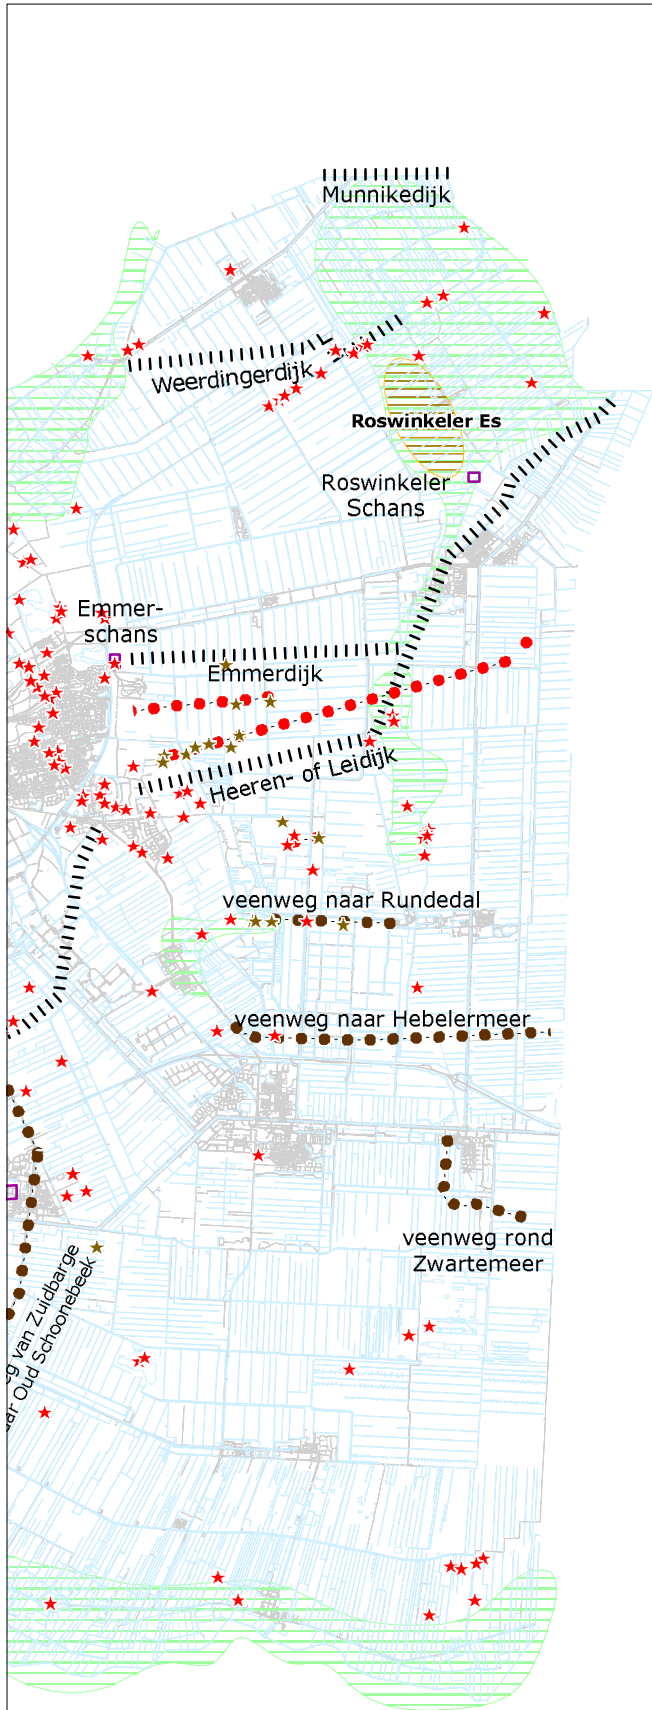 Munnikedijk
Weerdingerdijk
Roswinkeler Es
Roswinkeler
Schans
Emmer-
schans
Emmerdijk
Heeren- of Leidijk
veenweg naar Rundedal
veenweg naar Hebelermeer
veenweg rond
Zwartemeer
eg van Zuidbarge
aar Oud Schoonebeek